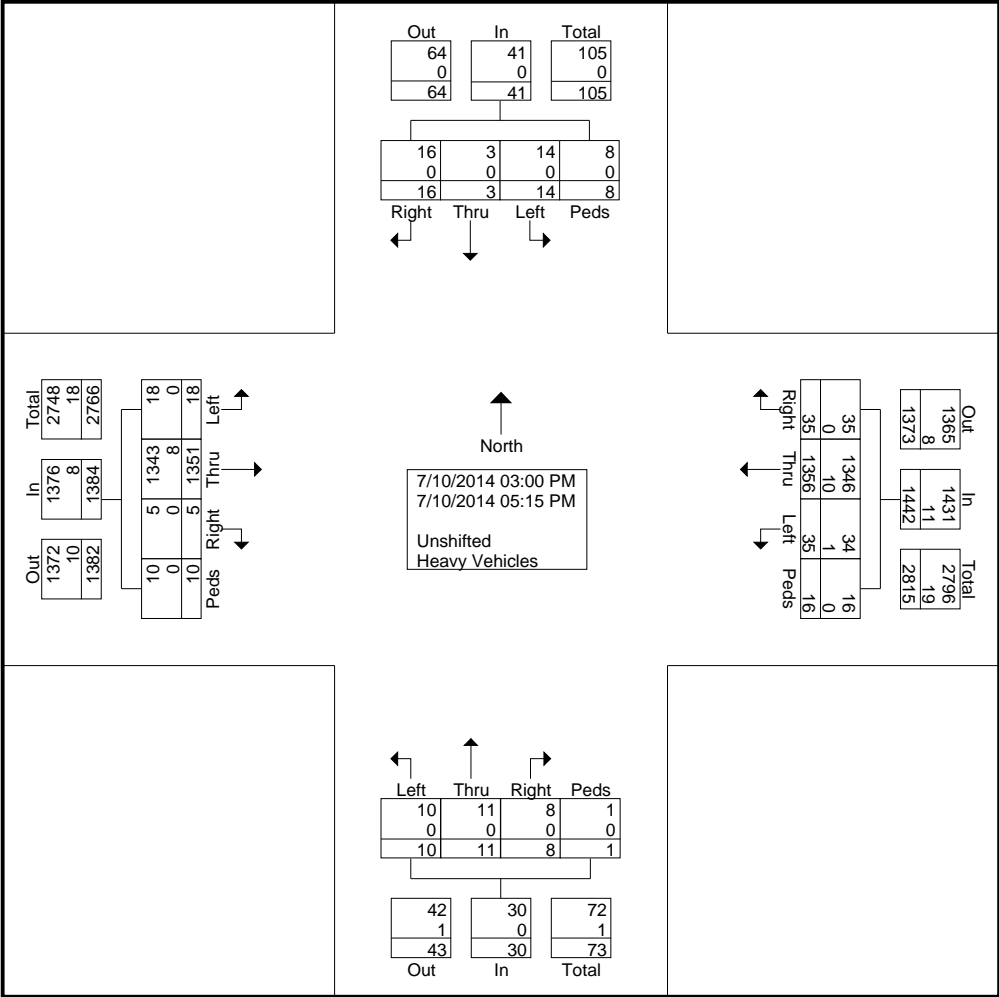 Out In Total
64 41 105
0 0 0
64 41 105
16 3 14 8
0 0 0 0
16 3 14 8
Right Thru Left Peds
Total
2748
18
2766
In
1376
8
1384
Out
1372
10
1382
18
0
18
Left
1343
8
1351
Thru
5
0
5
Right
10
0
10
Peds
North
7/10/2014 03:00 PM
7/10/2014 05:15 PM
Unshifted
Heavy Vehicles
Right
35
0
35
Thru
1346
10
1356
Left
34
1
35
Peds
16
0
16
Out
1365
8
1373
In
1431
11
1442
Total
2796
19
2815
Left Thru Right Peds
10 11 8 1
0 0 0 0
10 11 8 1
42 30 72
1 0 1
43 30 73
Out In Total